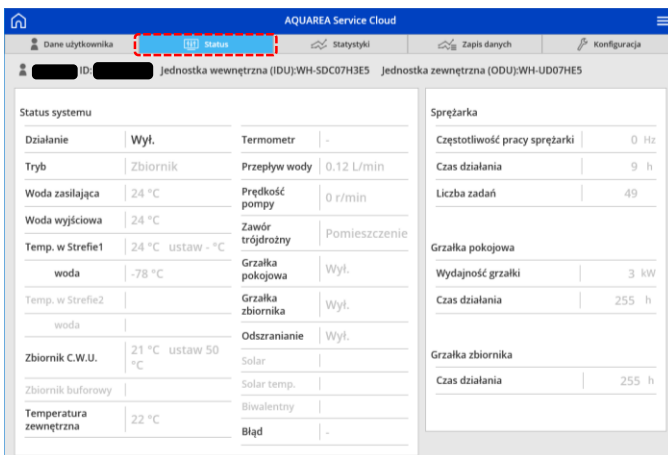 AQUAREA Service Cloud
Dane użytkownika
Status
Statystyki
Zapis danych
Konfiguracja
ID:
Jednostka wewnętrzna (IDU):WH-SDC07H3E5 Jednostka zewnętrzna (ODU):WH-UD07HE5
Status systemu
Działanie Wył.
Tryb Zbiornik
Woda zasilająca 24 °C
Woda wyjściowa 24 °C
Temp. w Strefie1 24 °C ustaw - °C
woda -78 °C
Temp. w Strefie2
woda
Zbiornik C.W.U. 21 °C ustaw 50
°C
Zbiornik buforowy
Temperatura
zewnętrzna 22 °C
Termometr -
Przepływ wody 0.12 L/min
Prędkość
pompy 0 r/min
Zawór
trójdrożny Pomieszczenie
Grzałka
pokojowa Wył.
Grzałka
zbiornika Wył.
Odszranianie Wył.
Solar
Solar temp.
Biwalentny
Błąd -
Sprężarka
Częstotliwość pracy sprężarki 0 Hz
Czas działania 9 h
Liczba zadań 49
Grzałka pokojowa
Wydajność grzałki 3 kW
Czas działania 255 h
Grzałka zbiornika
Czas działania 255 h